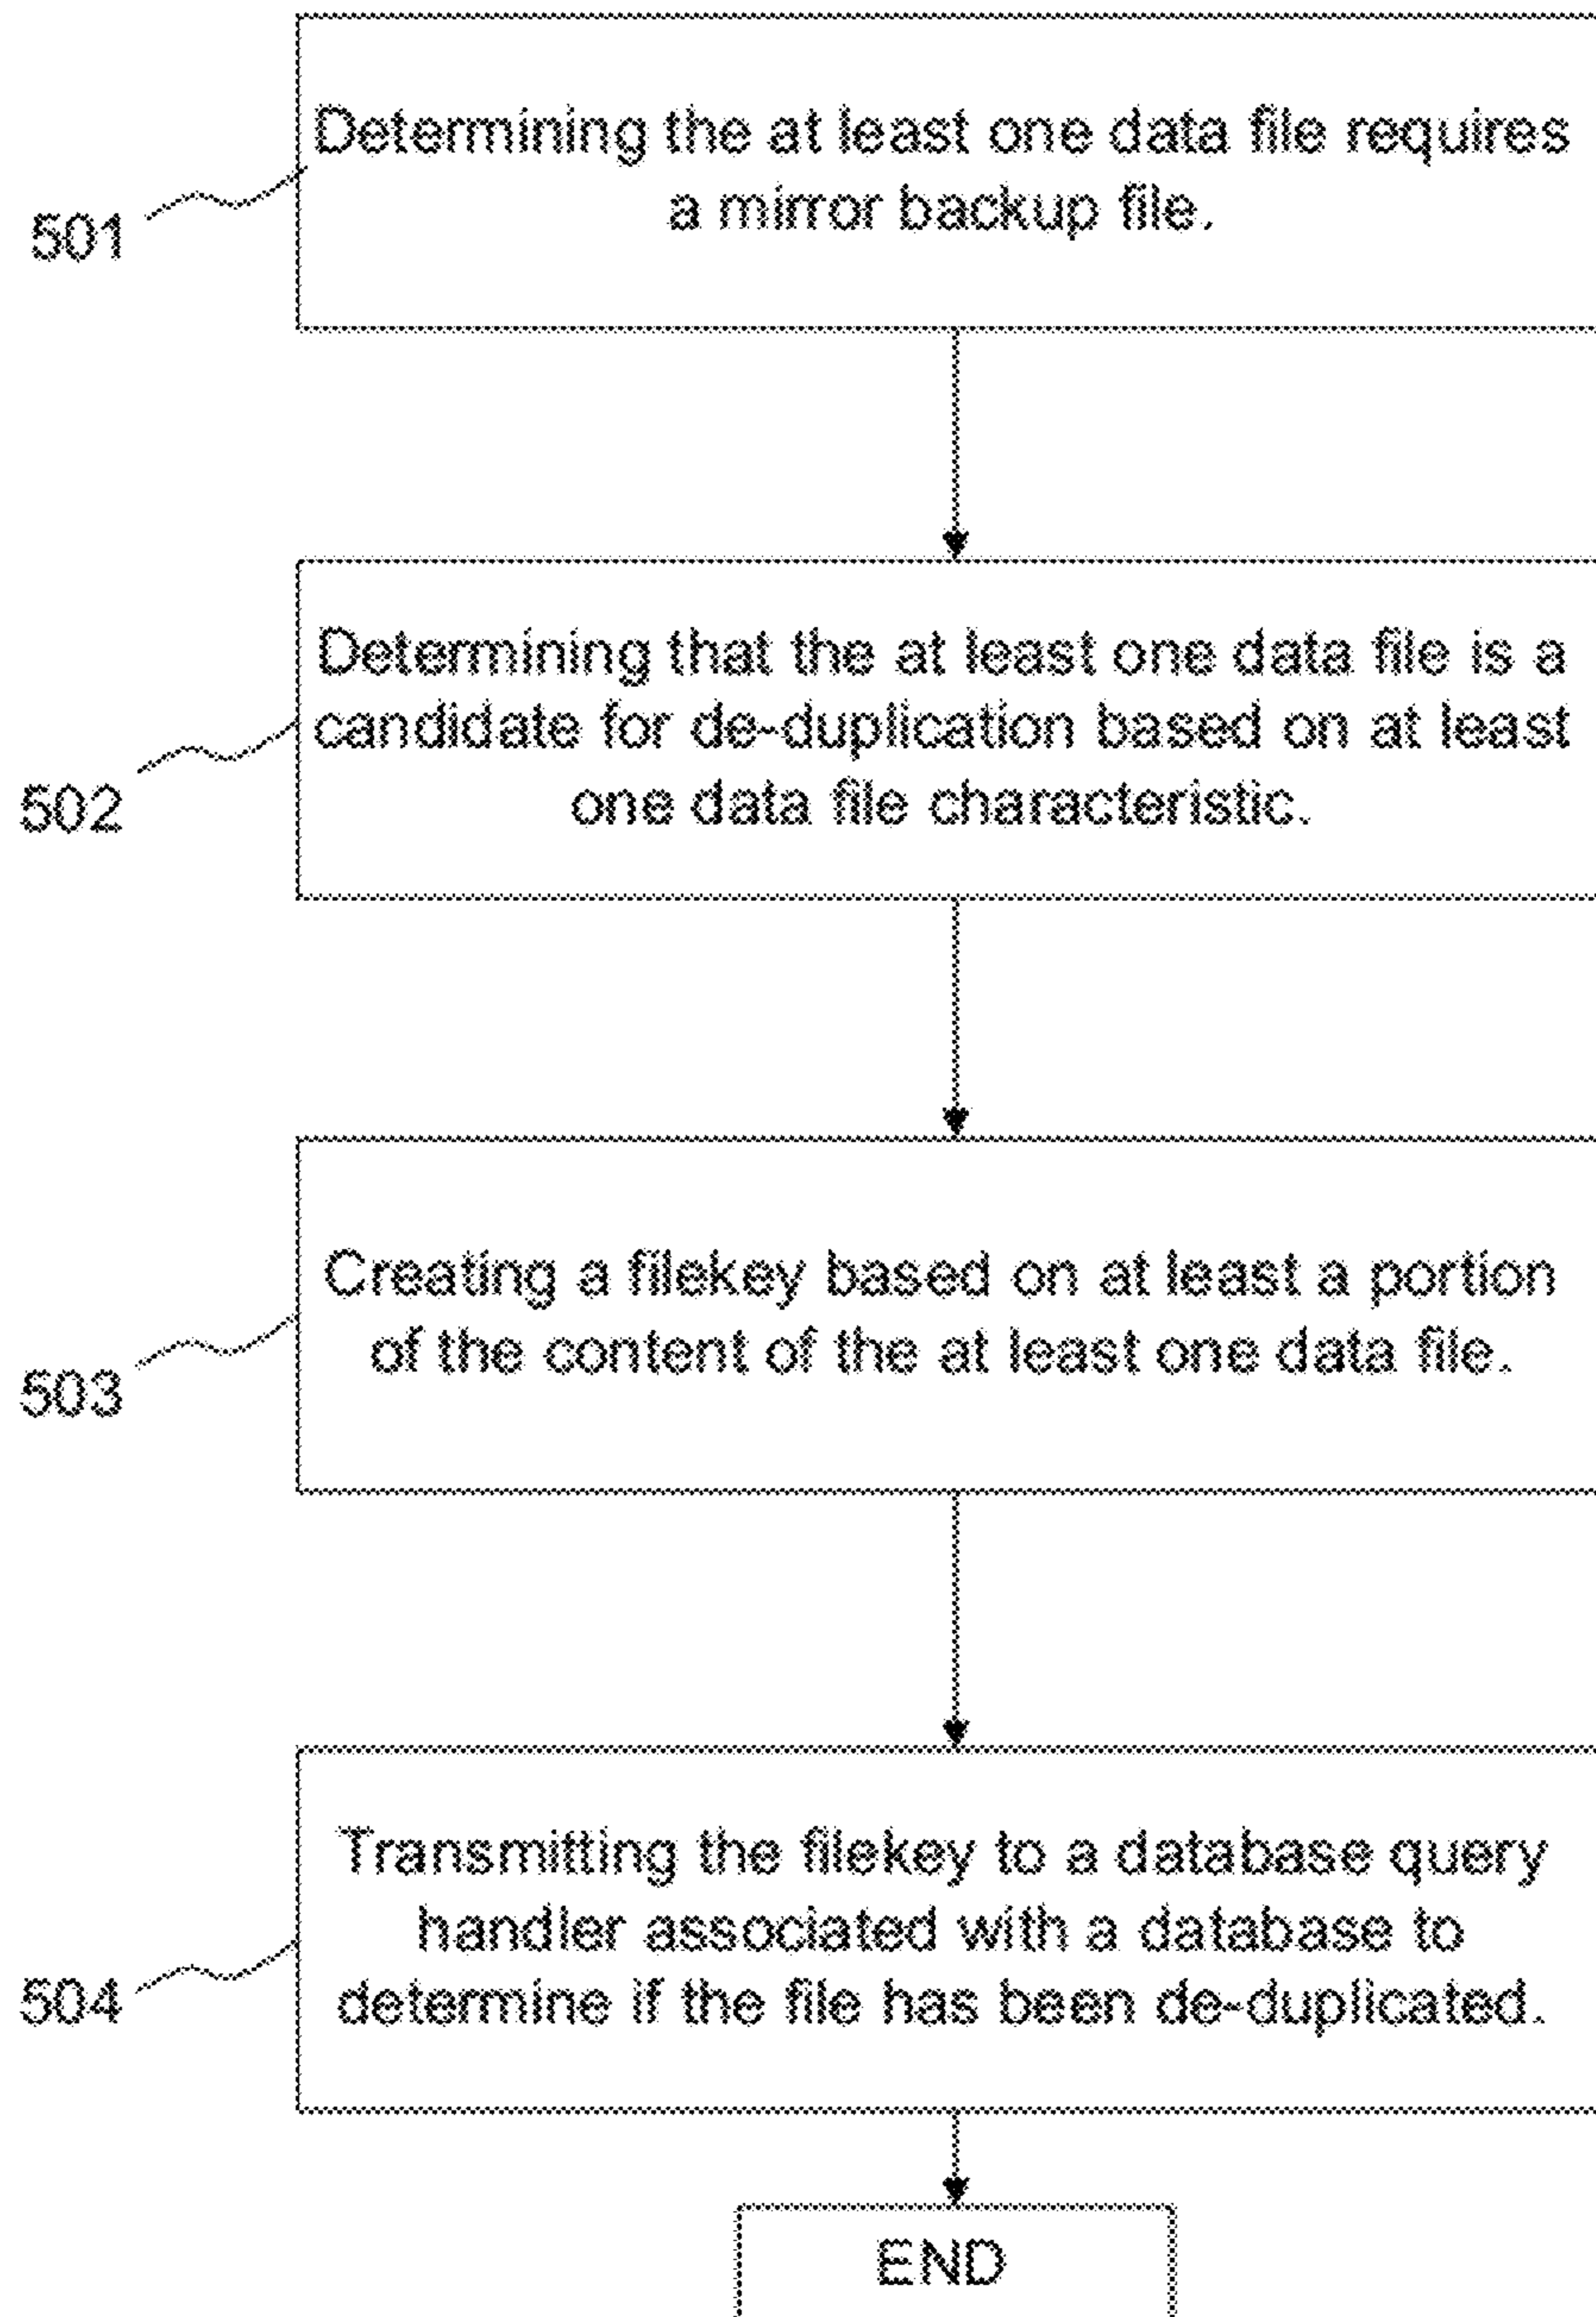 Determining the at least one data file requires
a mirror backup file.
501
Determining that the at least one data file is a
candidate for de-duplication based on at least
one data file characteristic.
502
Creating a filekey based on at least a portion
of the content of the at least one data file.
503
Transmitting the filekey to a database query
handler associated with a database to
determine if the file has been de-duplicated.
504
END